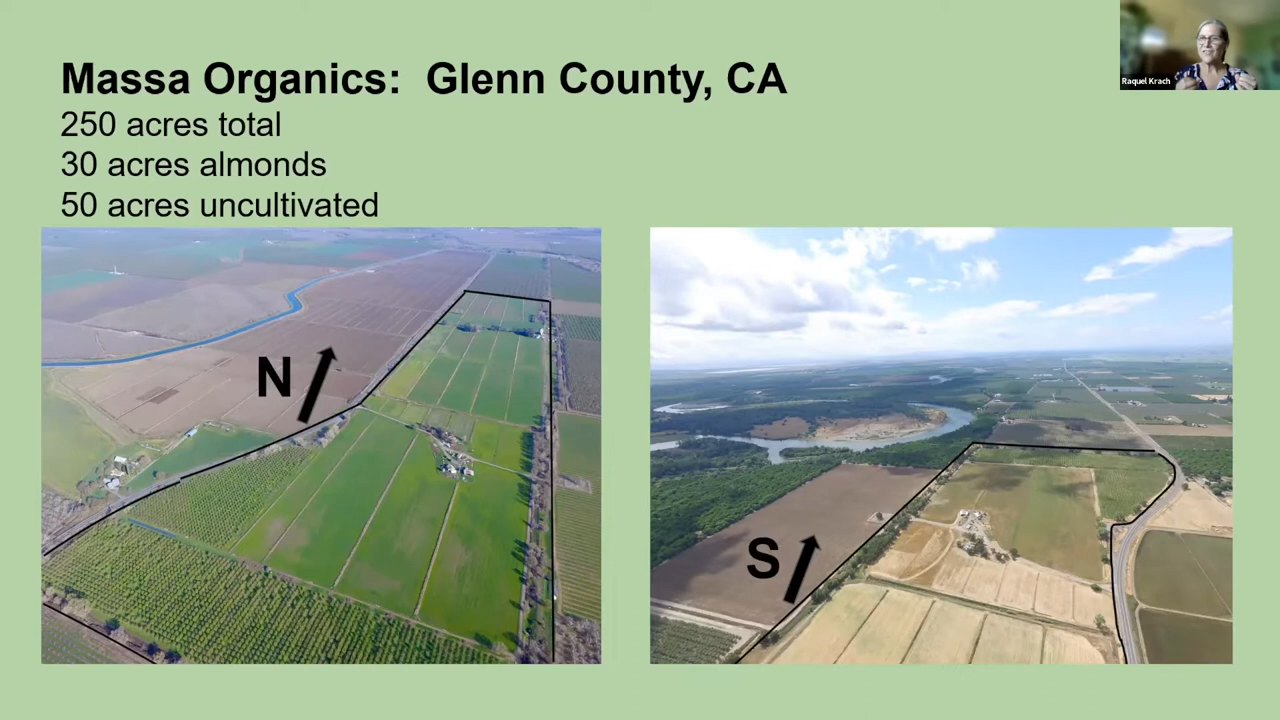 Massa Organics:  Glenn County, CA
250 acres total
30 acres almonds
50 acres uncultivated
Raquel Krach
N
S